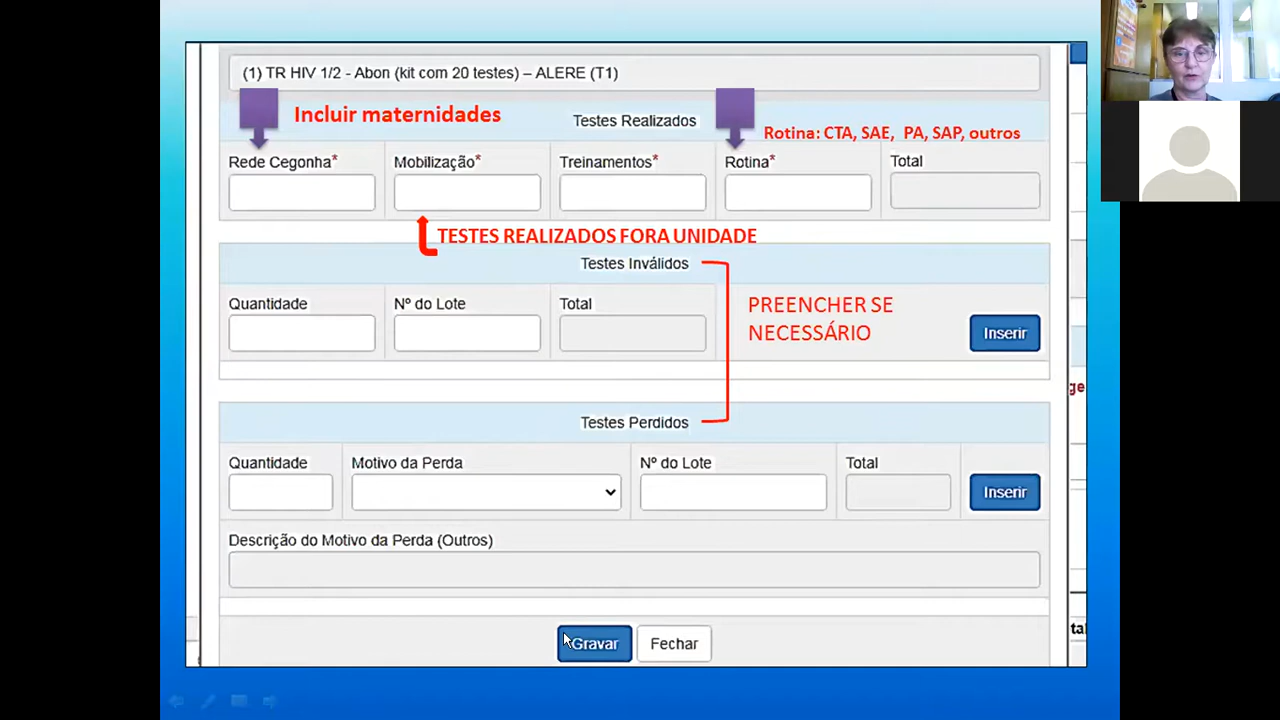 (1) TR HIV 1/2 - Abon (kit com 20 testes) – ALERE (T1)
Incluir maternidades
Testes Realizados
Rotina: CTA, SAE, PA, SAP, outros
Rede Cegonha* Mobilização* Treinamentos* Rotina* Total
TESTES REALIZADOS FORA UNIDADE
Testes Inválidos
Quantidade Nº do Lote Total
PREENCHER SE
NECESSÁRIO
Inserir
Testes Perdidos
Quantidade Motivo da Perda Nº do Lote Total
Inserir
Descrição do Motivo da Perda (Outros)
Gravar Fechar
ge
tal